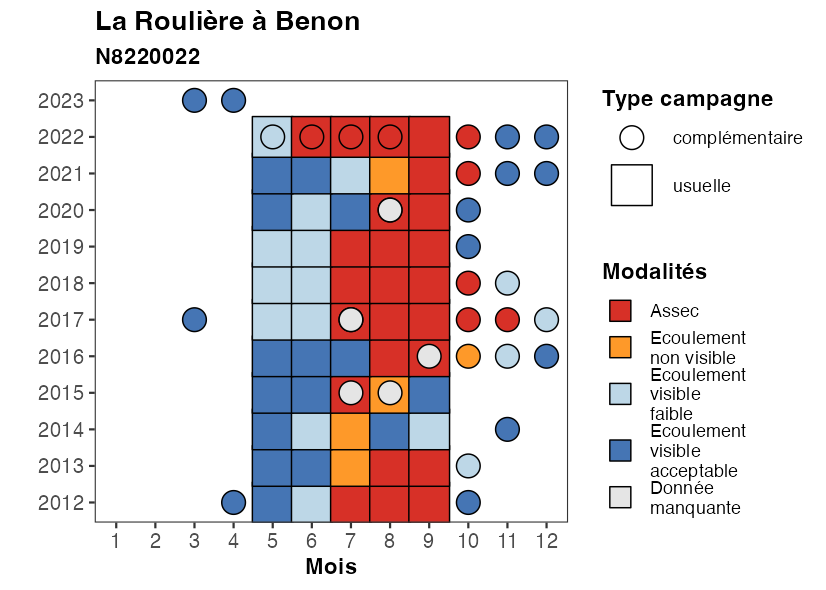 La Roulière à Benon
N8220022
2023
2022
2021
2020
2019
2018
2017
2016
2015
2014
2013
2012
1 2 3 4 5 6 7 8 9 10 11 12
Mois
Type campagne
complémentaire
usuelle
Modalités
Assec
Ecoulement
non visible
Ecoulement
visible
faible
Ecoulement
visible
acceptable
Donnée
manquante